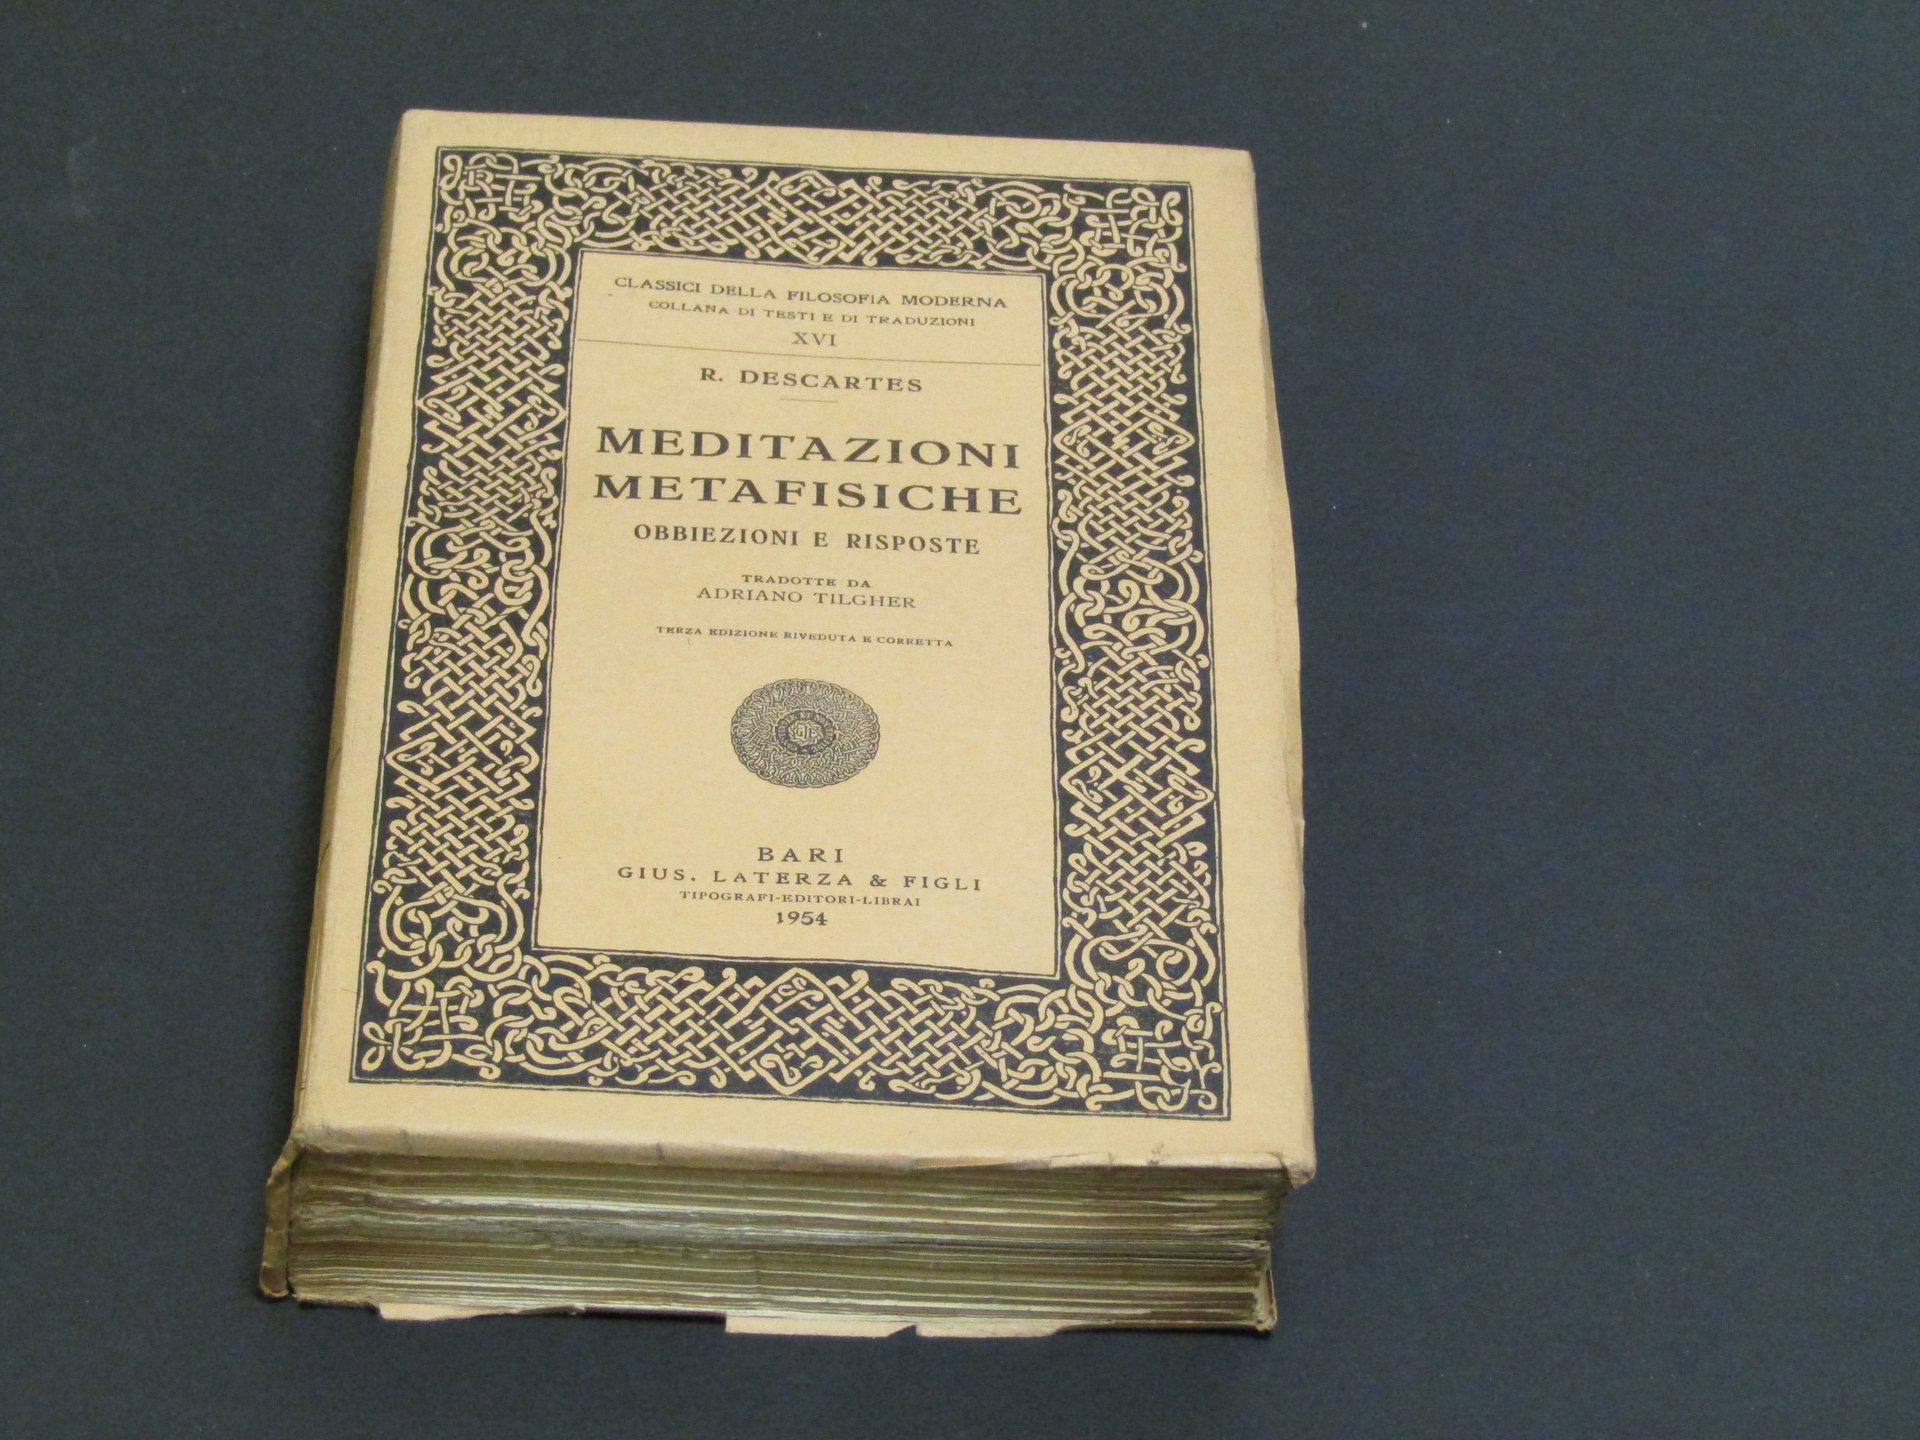 CLASSICI DELLA FILOSOFIA MODERNA
COLLANA DI TESTI E DI TRADUZIONI
XVI
R. DESCARTES
MEDITAZIONI
METAFISICHE
OBBIEZIONI E RISPOSTE
TRADOTTE DA
ADRIANO TILGHER
TERZA EDIZIONE RIVEDUTA E CORRETTA
BARI
GIUS. LATERZA & FIGLI
TIPOGRAFI-EDITORI-LIBRAI
1954